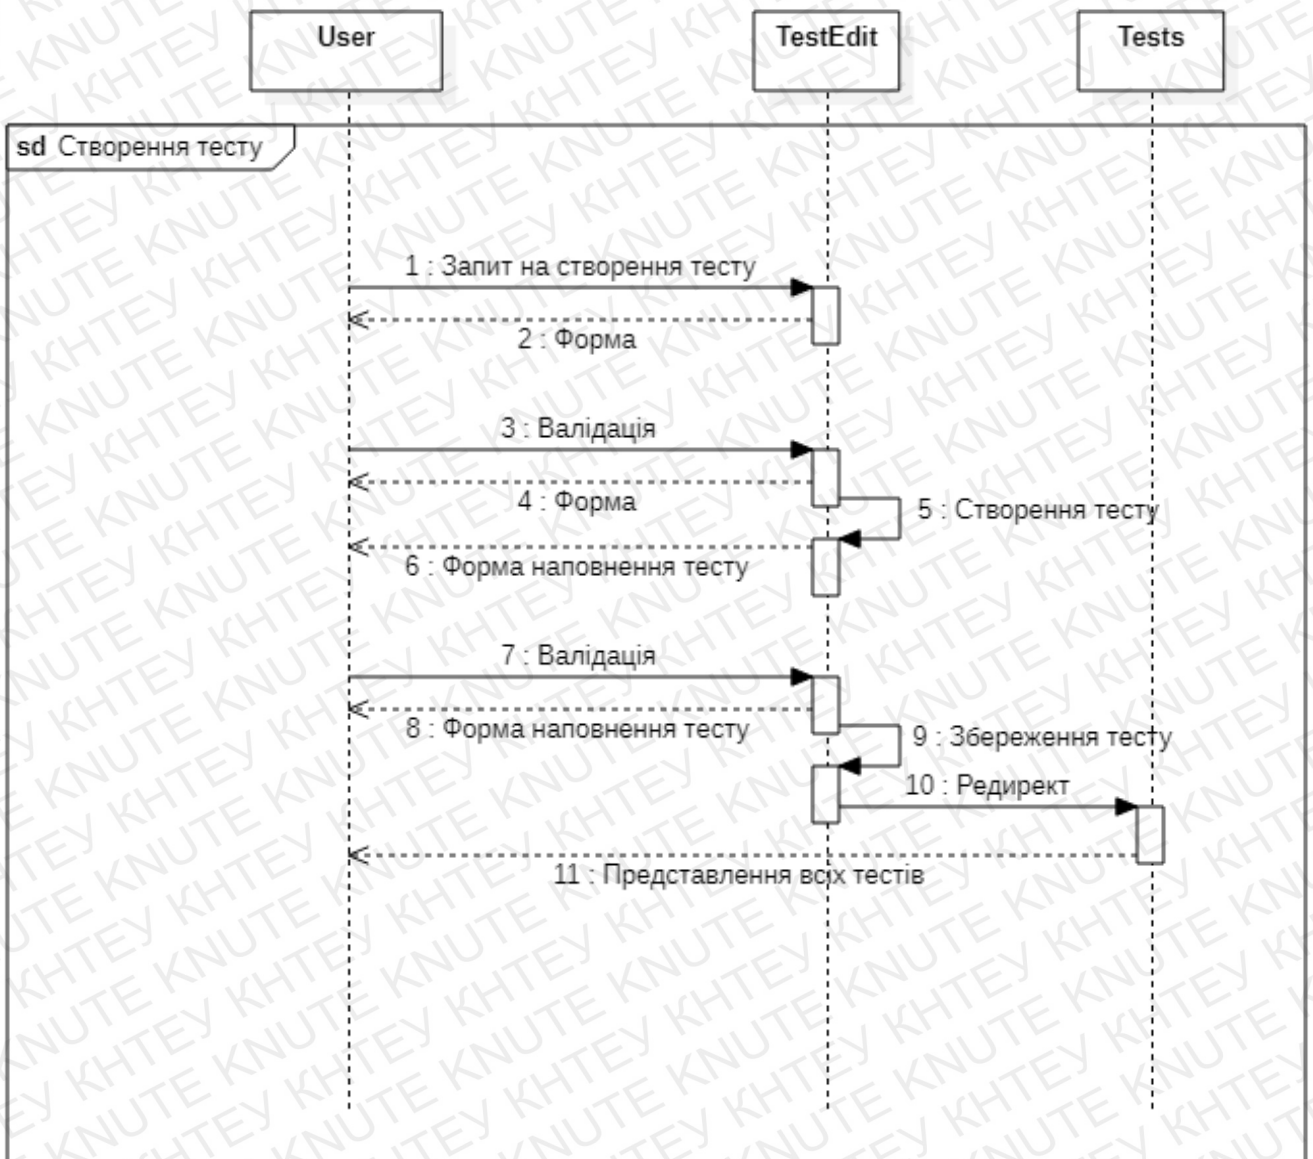 User
TestEdit
Tests
sd Створення тесту
1 : Запит на створення тесту
2 : Форма
3 : Валідація
4 : Форма
5 : Створення тесту
6 : Форма наповнення тесту
7 : Валідація
8 : Форма наповнення тесту
9 : Збереження тесту
10 : Редирект
11 : Представлення всіх тестів
KNUTE КНТЕУ